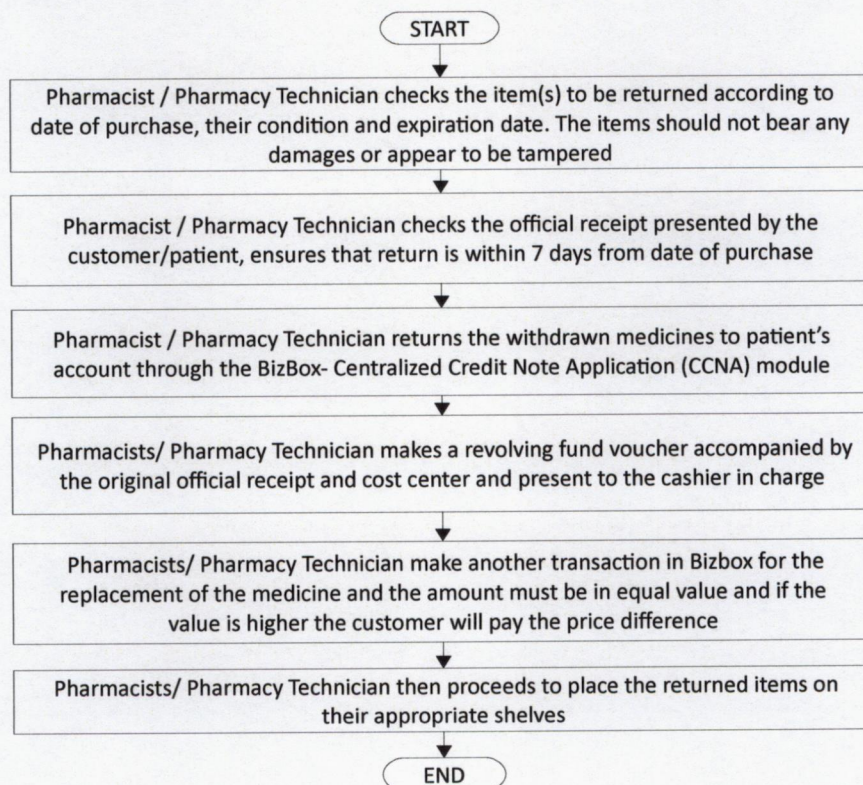 START
Pharmacist / Pharmacy Technician checks the item(s) to be returned according to
date of purchase, their condition and expiration date. The items should not bear any
damages or appear to be tampered
Pharmacist / Pharmacy Technician checks the official receipt presented by the
customer/patient, ensures that return is within 7 days from date of purchase
Pharmacist / Pharmacy Technician returns the withdrawn medicines to patient's
account through the BizBox- Centralized Credit Note Application (CCNA) module
Pharmacists/ Pharmacy Technician makes a revolving fund voucher accompanied by
the original official receipt and cost center and present to the cashier in charge
Pharmacists/ Pharmacy Technician make another transaction in Bizbox for the
replacement of the medicine and the amount must be in equal value and if the
value is higher the customer will pay the price difference
Pharmacists/ Pharmacy Technician then proceeds to place the returned items on
their appropriate shelves
END